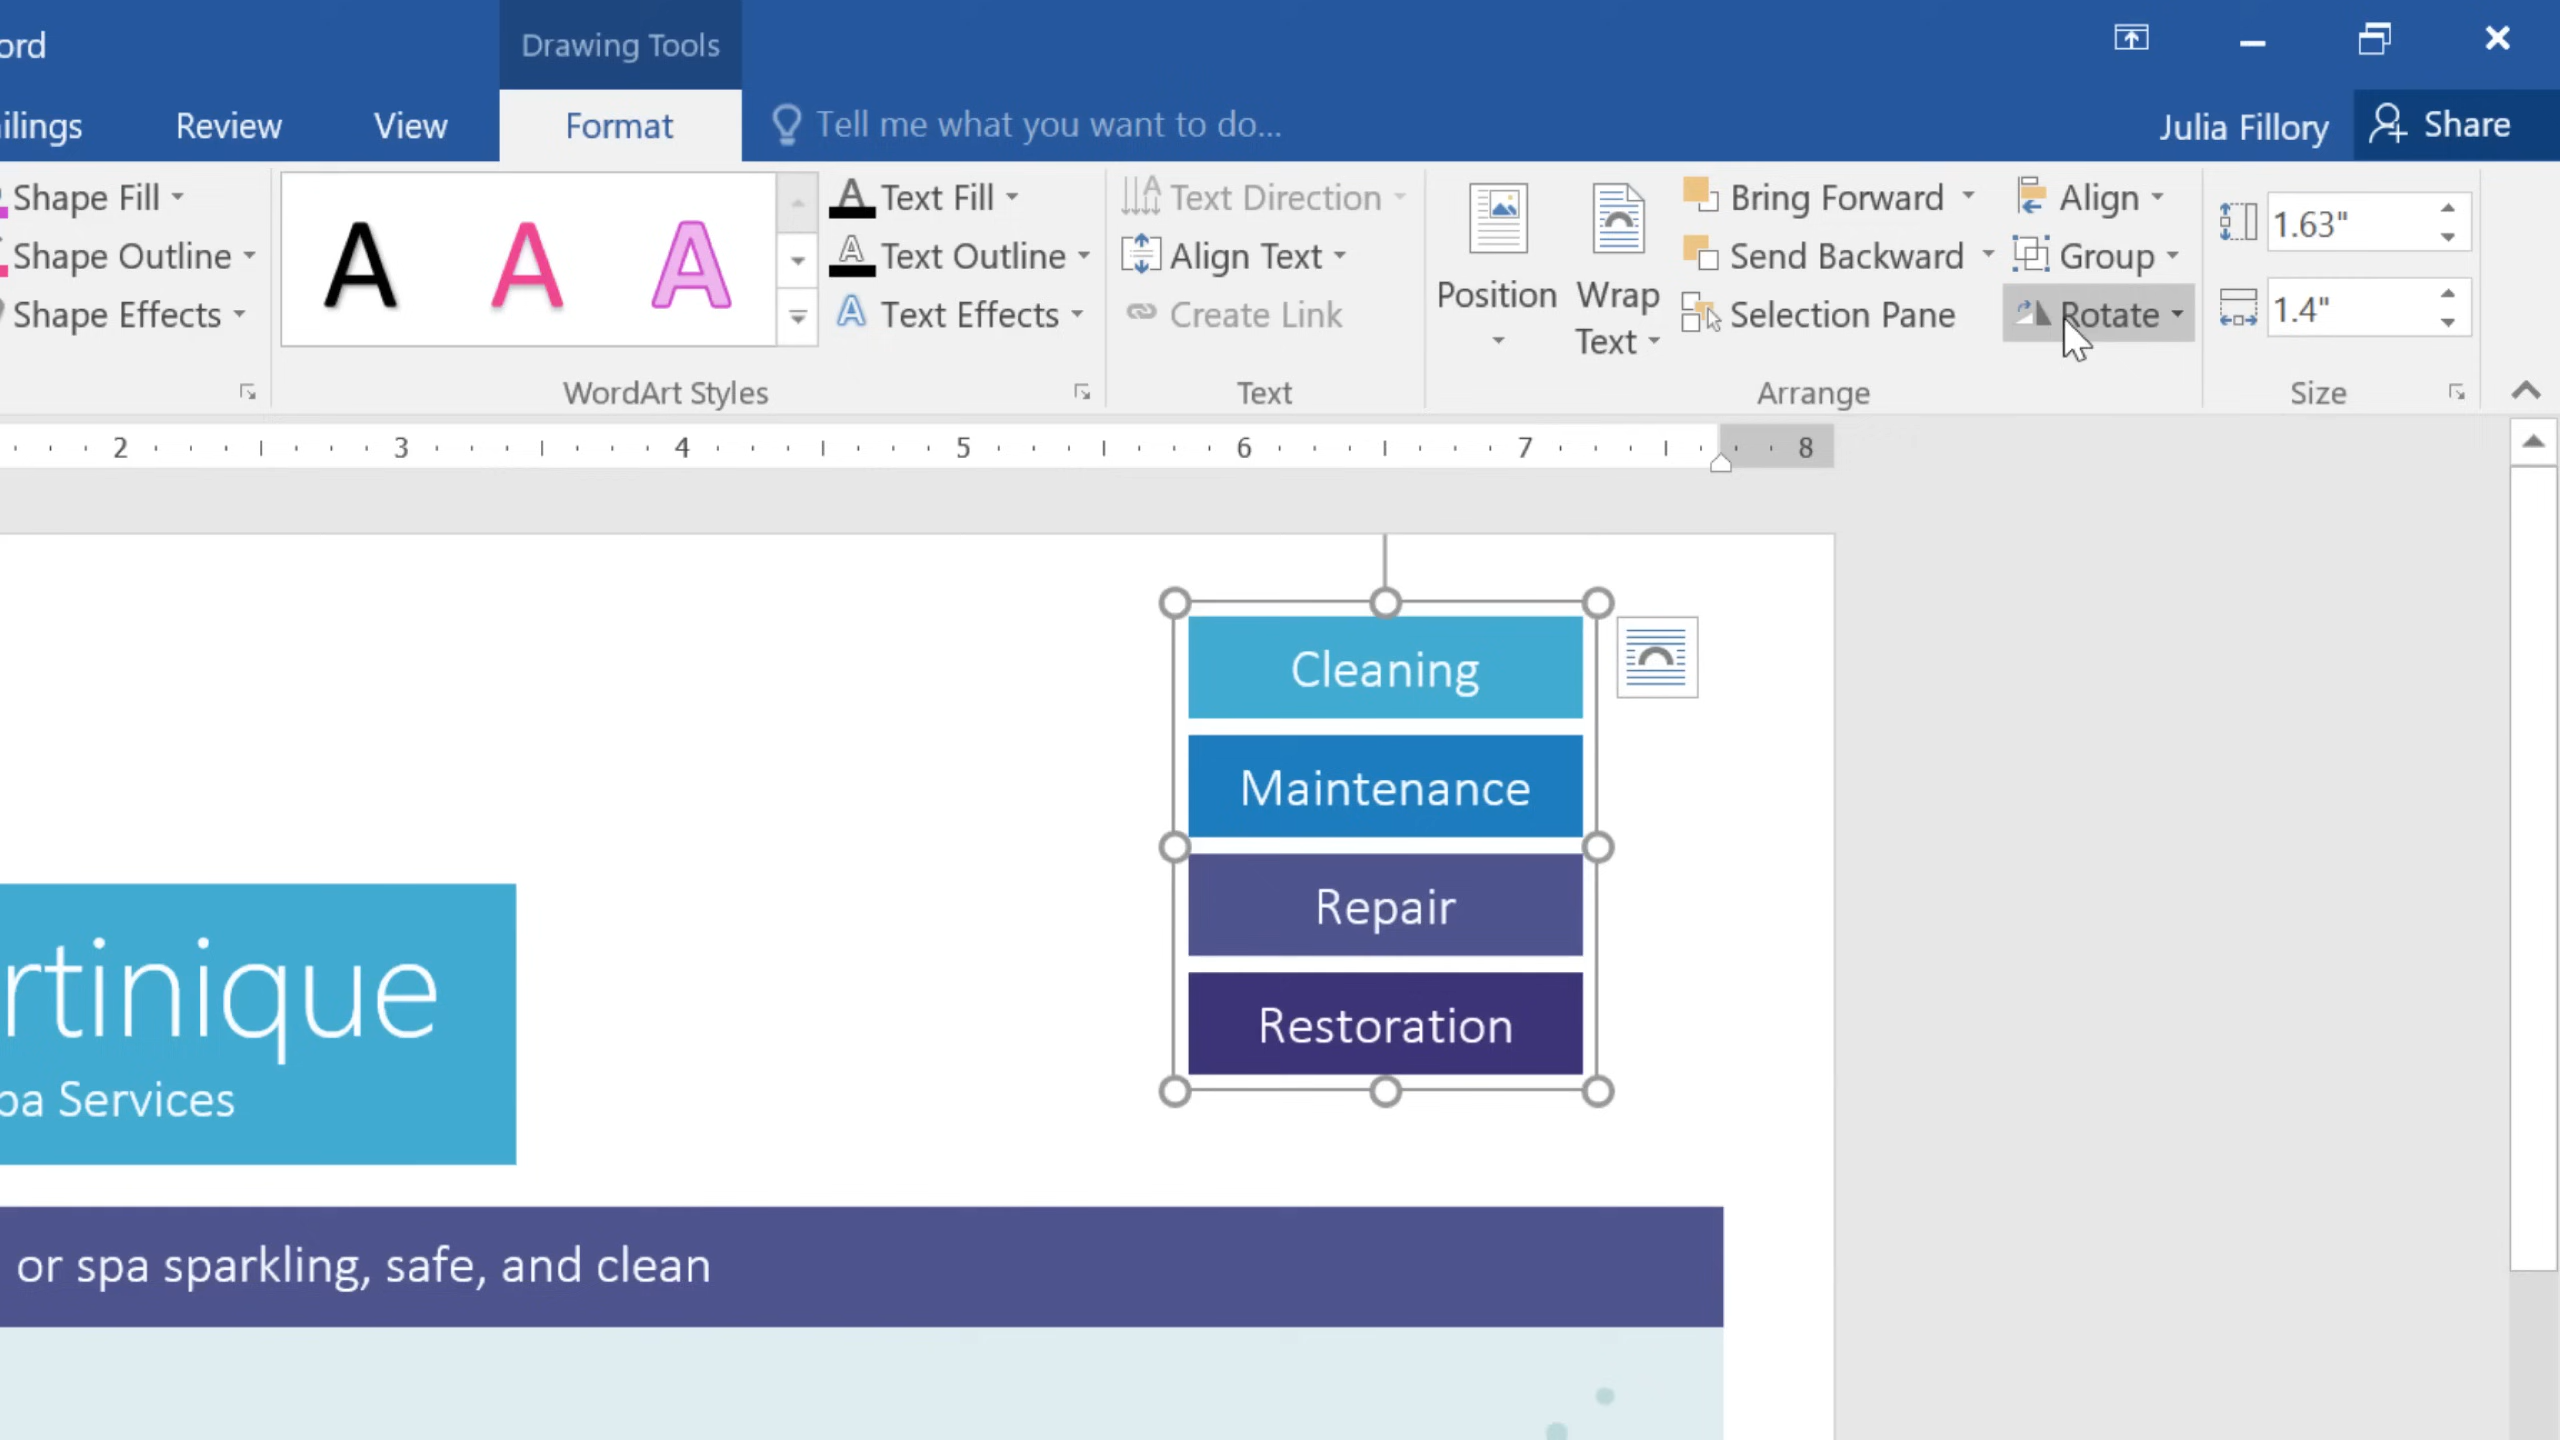 ord
Drawing Tools
ilings Review View Format Tell me what you want to do... Julia Fillory Share
Shape Fill
Shape Outline
Shape Effects
A A A
Text Fill
Text Outline
Text Effects
WordArt Styles
Text Direction
Align Text
Create Link
Text
Position
Wrap
Text
Bring Forward
Send Backward
Selection Pane
Align
Group
Rotate
Arrange
1.63"
1.4"
Size
2 3 4 5 6 7 8
Cleaning
Maintenance
Repair
Restoration
rtinique
pa Services
or spa sparkling, safe, and clean